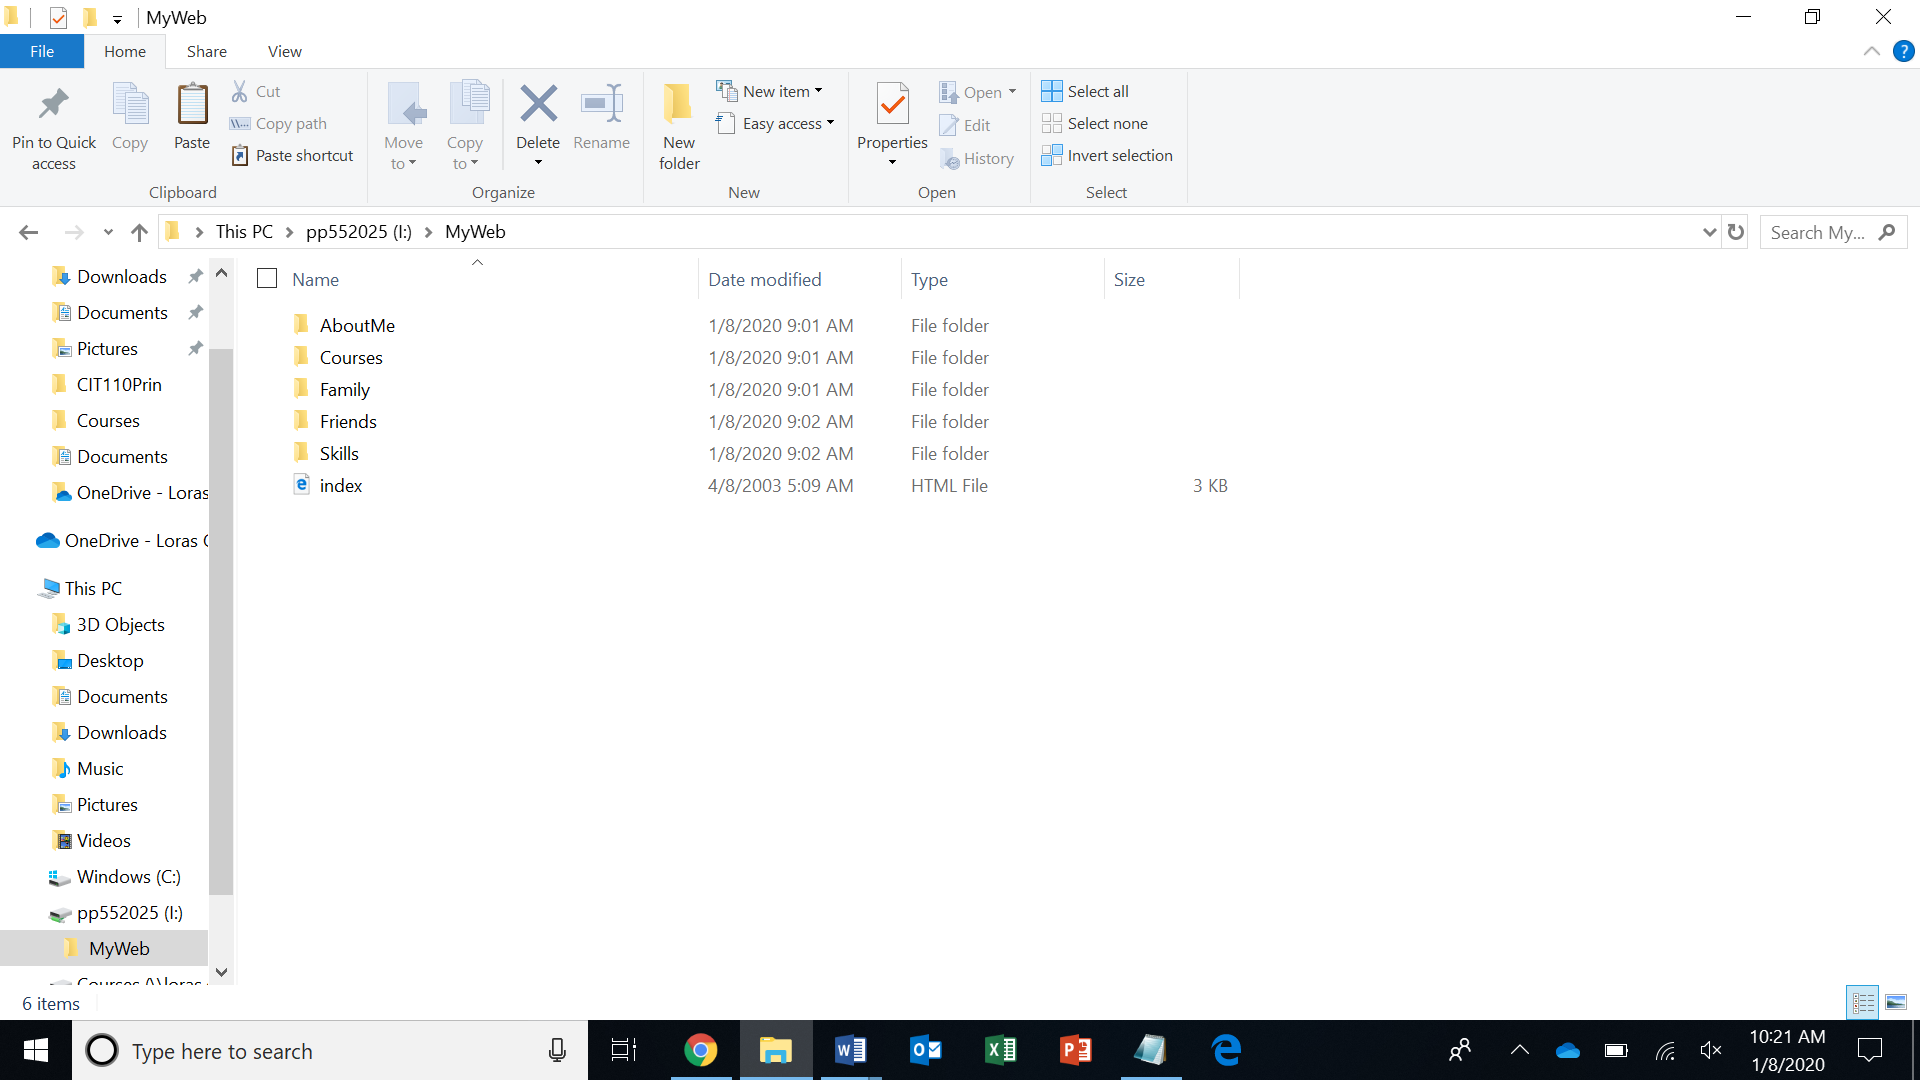 MyWeb
File Home Share View
Pin to Quick access
Copy
Paste
Cut
Copy path
Paste shortcut
Clipboard
Move to
Copy to
Delete
Rename
Organize
New folder
New item
Easy access
New
Properties
Open
Edit
History
Open
Select all
Select none
Invert selection
Select
This PC pp552025 (I:) MyWeb
Search My...
Downloads
Documents
Pictures
CIT110Prin
Courses
Documents
OneDrive - Loras
OneDrive - Loras C
This PC
3D Objects
Desktop
Documents
Downloads
Music
Pictures
Videos
Windows (C:)
pp552025 (I:)
MyWeb
Courses (\\loras
Name Date modified Type Size
AboutMe 1/8/2020 9:01 AM File folder
Courses 1/8/2020 9:01 AM File folder
Family 1/8/2020 9:01 AM File folder
Friends 1/8/2020 9:02 AM File folder
Skills 1/8/2020 9:02 AM File folder
index 4/8/2003 5:09 AM HTML File 3 KB
6 items
Type here to search
10:21 AM
1/8/2020